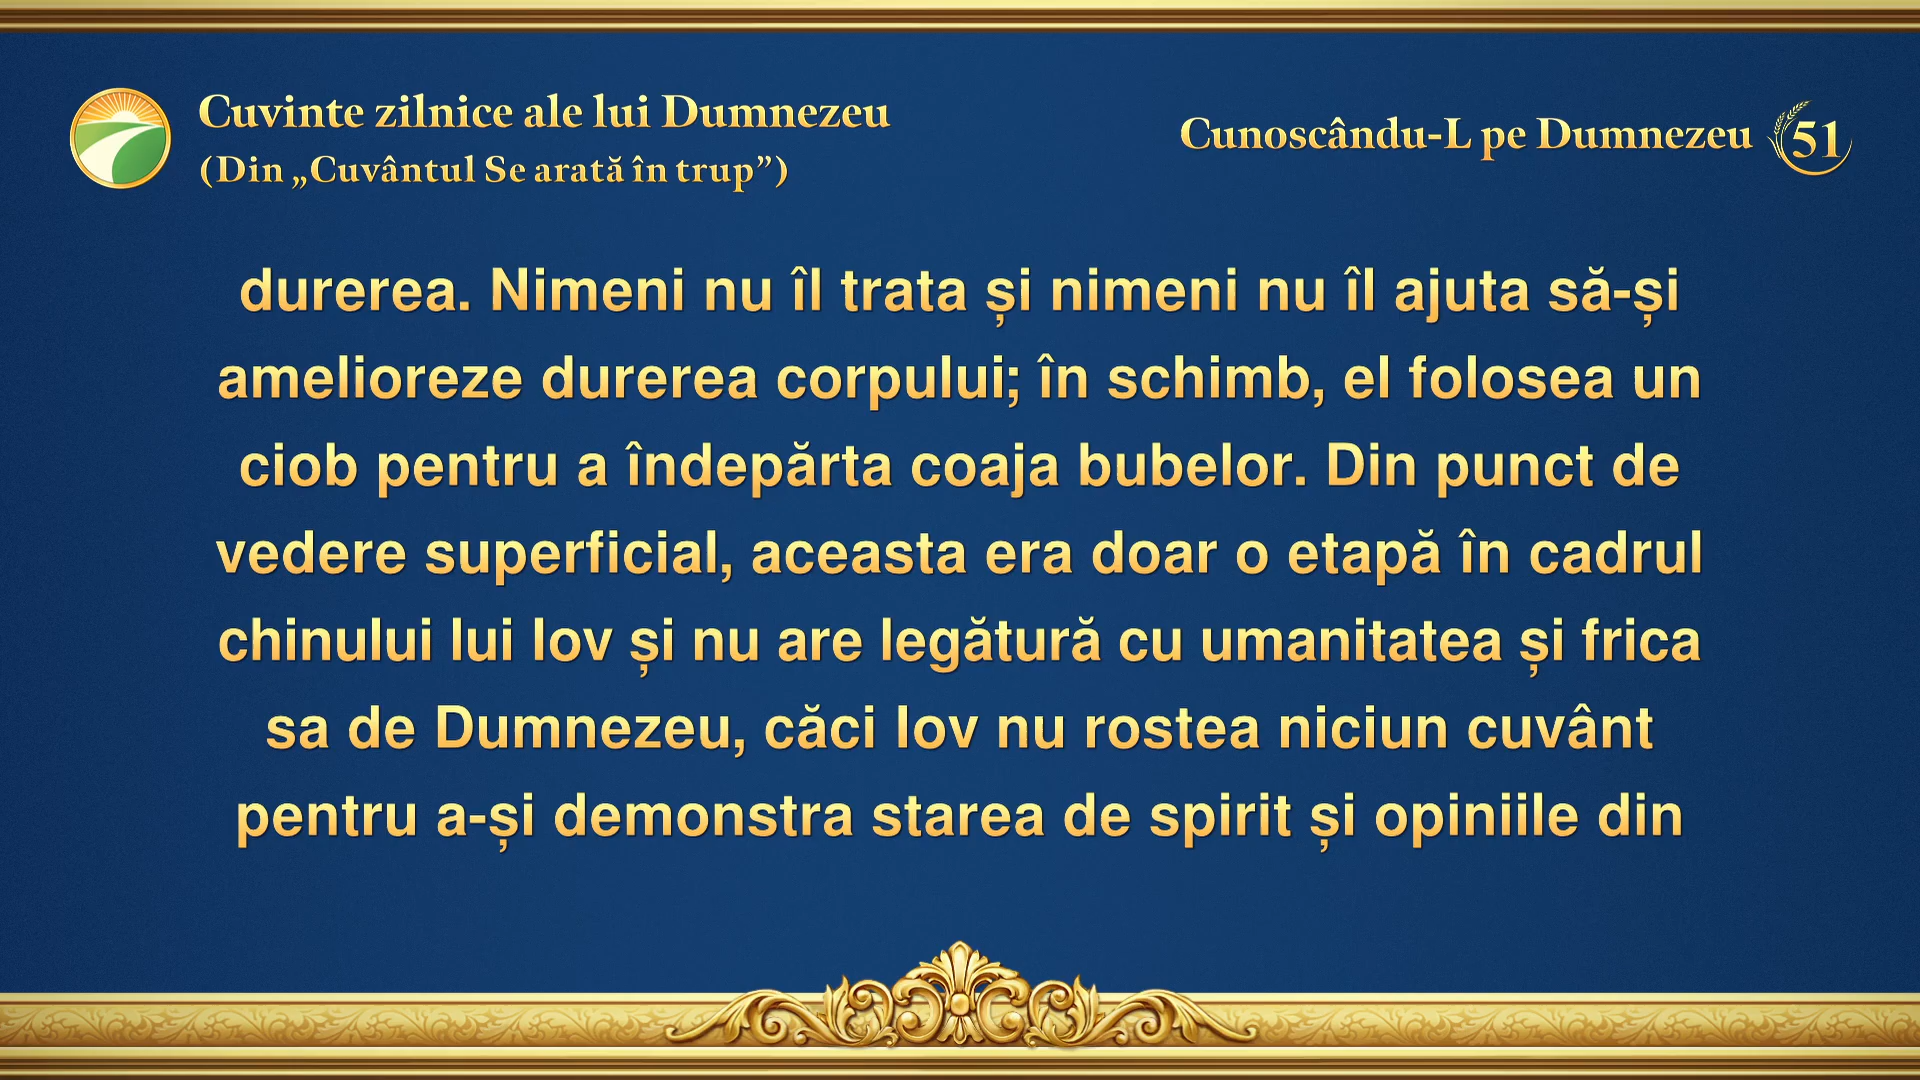 Cuvinte zilnice ale lui Dumnezeu
(Din „Cuvântul Se arată în trup”)
Cunoscându-L pe Dumnezeu 51
durerea. Nimeni nu îl trata și nimeni nu îl ajuta să-și
amelioreze durerea corpului; în schimb, el folosea un
ciob pentru a îndepărta coaja bubelor. Din punct de
vedere superficial, aceasta era doar o etapă în cadrul
chinului lui Iov și nu are legătură cu umanitatea și frica
sa de Dumnezeu, căci Iov nu rostea niciun cuvânt
pentru a-și demonstra starea de spirit și opiniile din